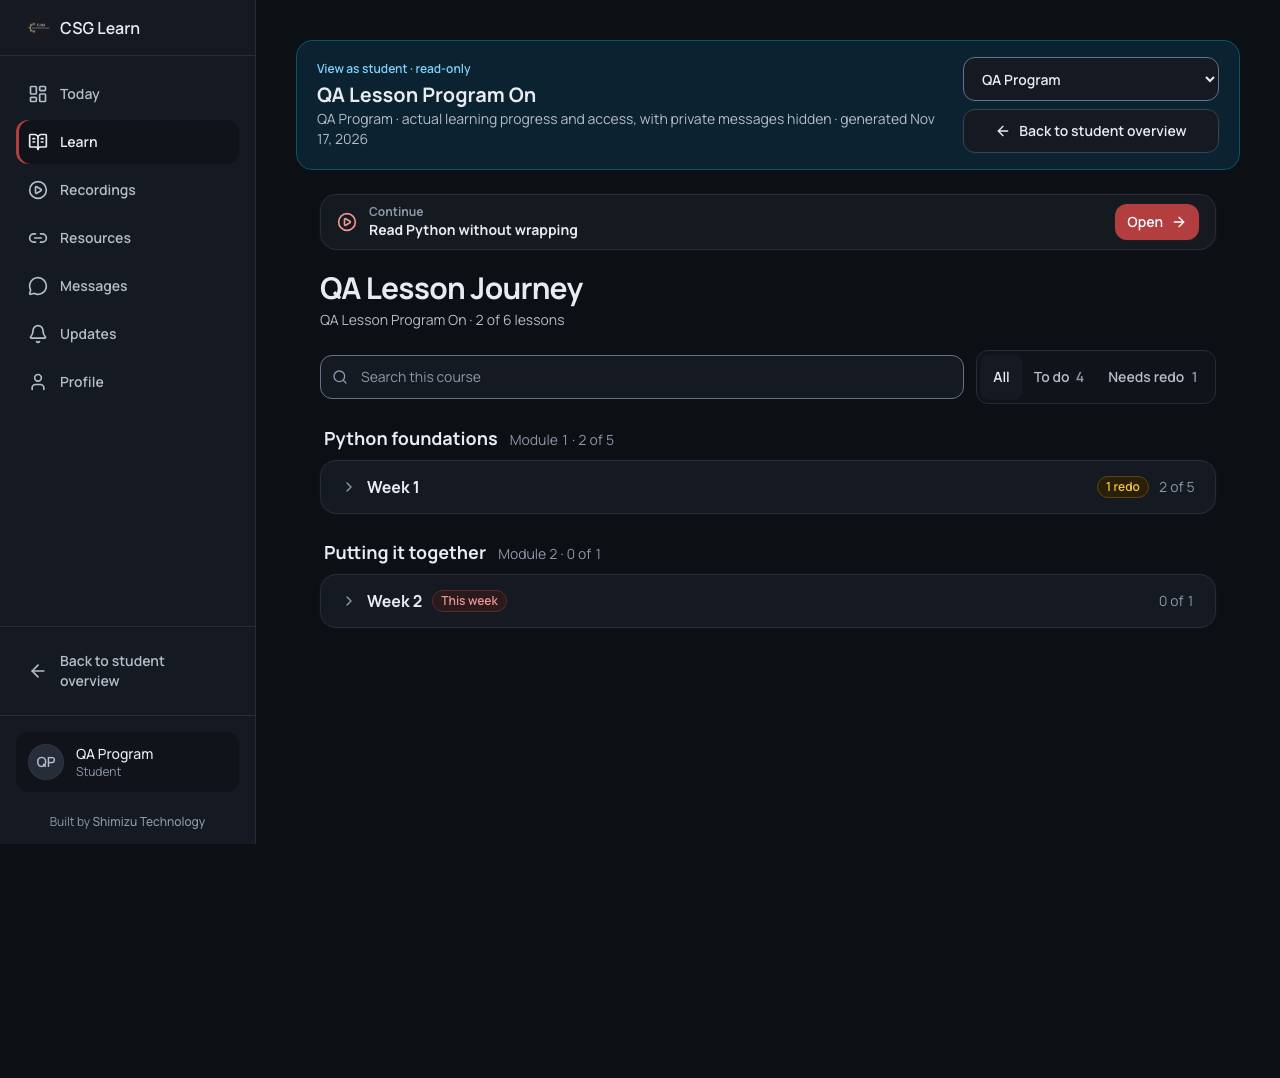 CSG Learn
Today
Learn
Recordings
Resources
Messages
Updates
Profile
Back to student
overview
QP
QA Program
Student
Built by Shimizu Technology
View as student · read-only
QA Lesson Program On
QA Program · actual learning progress and access, with private messages hidden · generated Nov
17, 2026
QA Program
Back to student overview
Continue
Read Python without wrapping
Open
QA Lesson Journey
QA Lesson Program On · 2 of 6 lessons
Search this course
All
To do 4
Needs redo 1
Python foundations Module 1 · 2 of 5
Week 1
1 redo
2 of 5
Putting it together Module 2 · 0 of 1
Week 2
This week
0 of 1